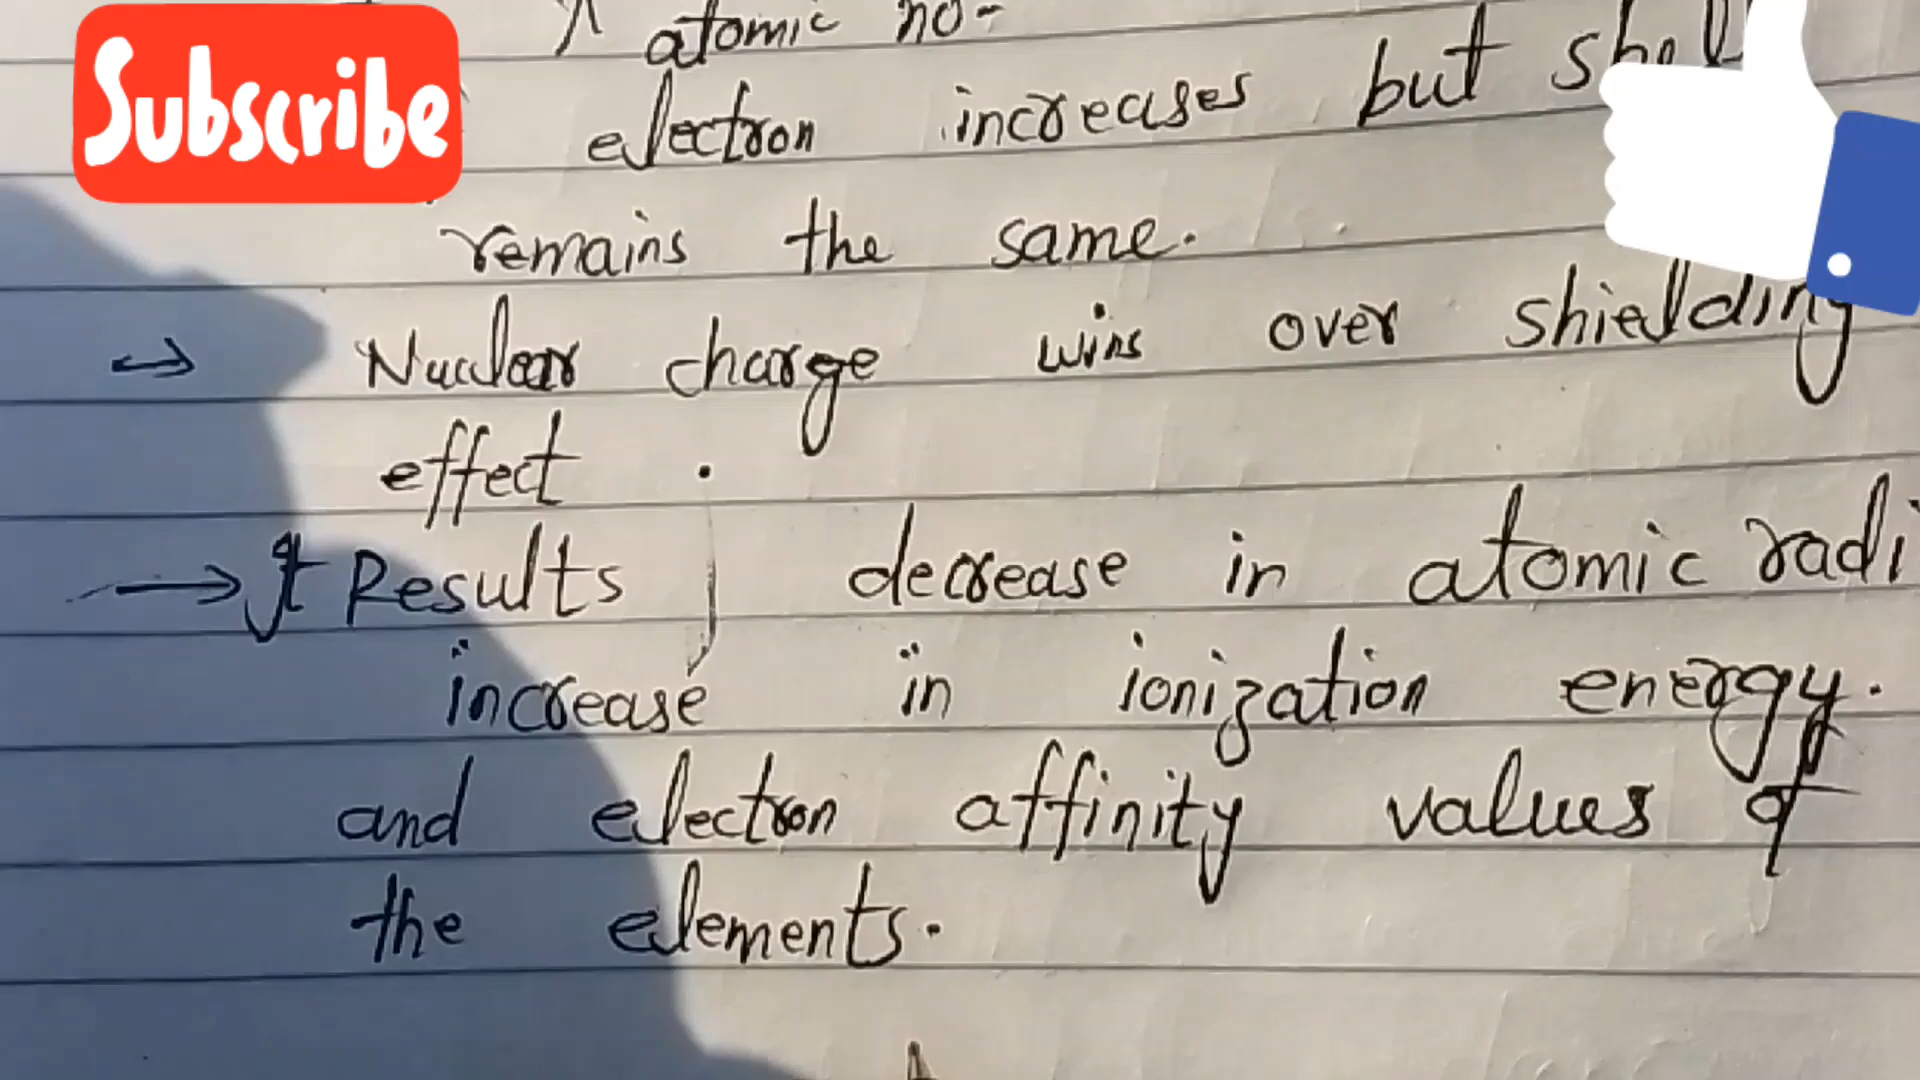 atomic no-
Subscribe
electron increases but shell
remains the same.
→ Nuclear charge wins over shielding
effect .
→ It Results decrease in atomic radi
increase in ionization energy.
and electron affinity values of
the elements.